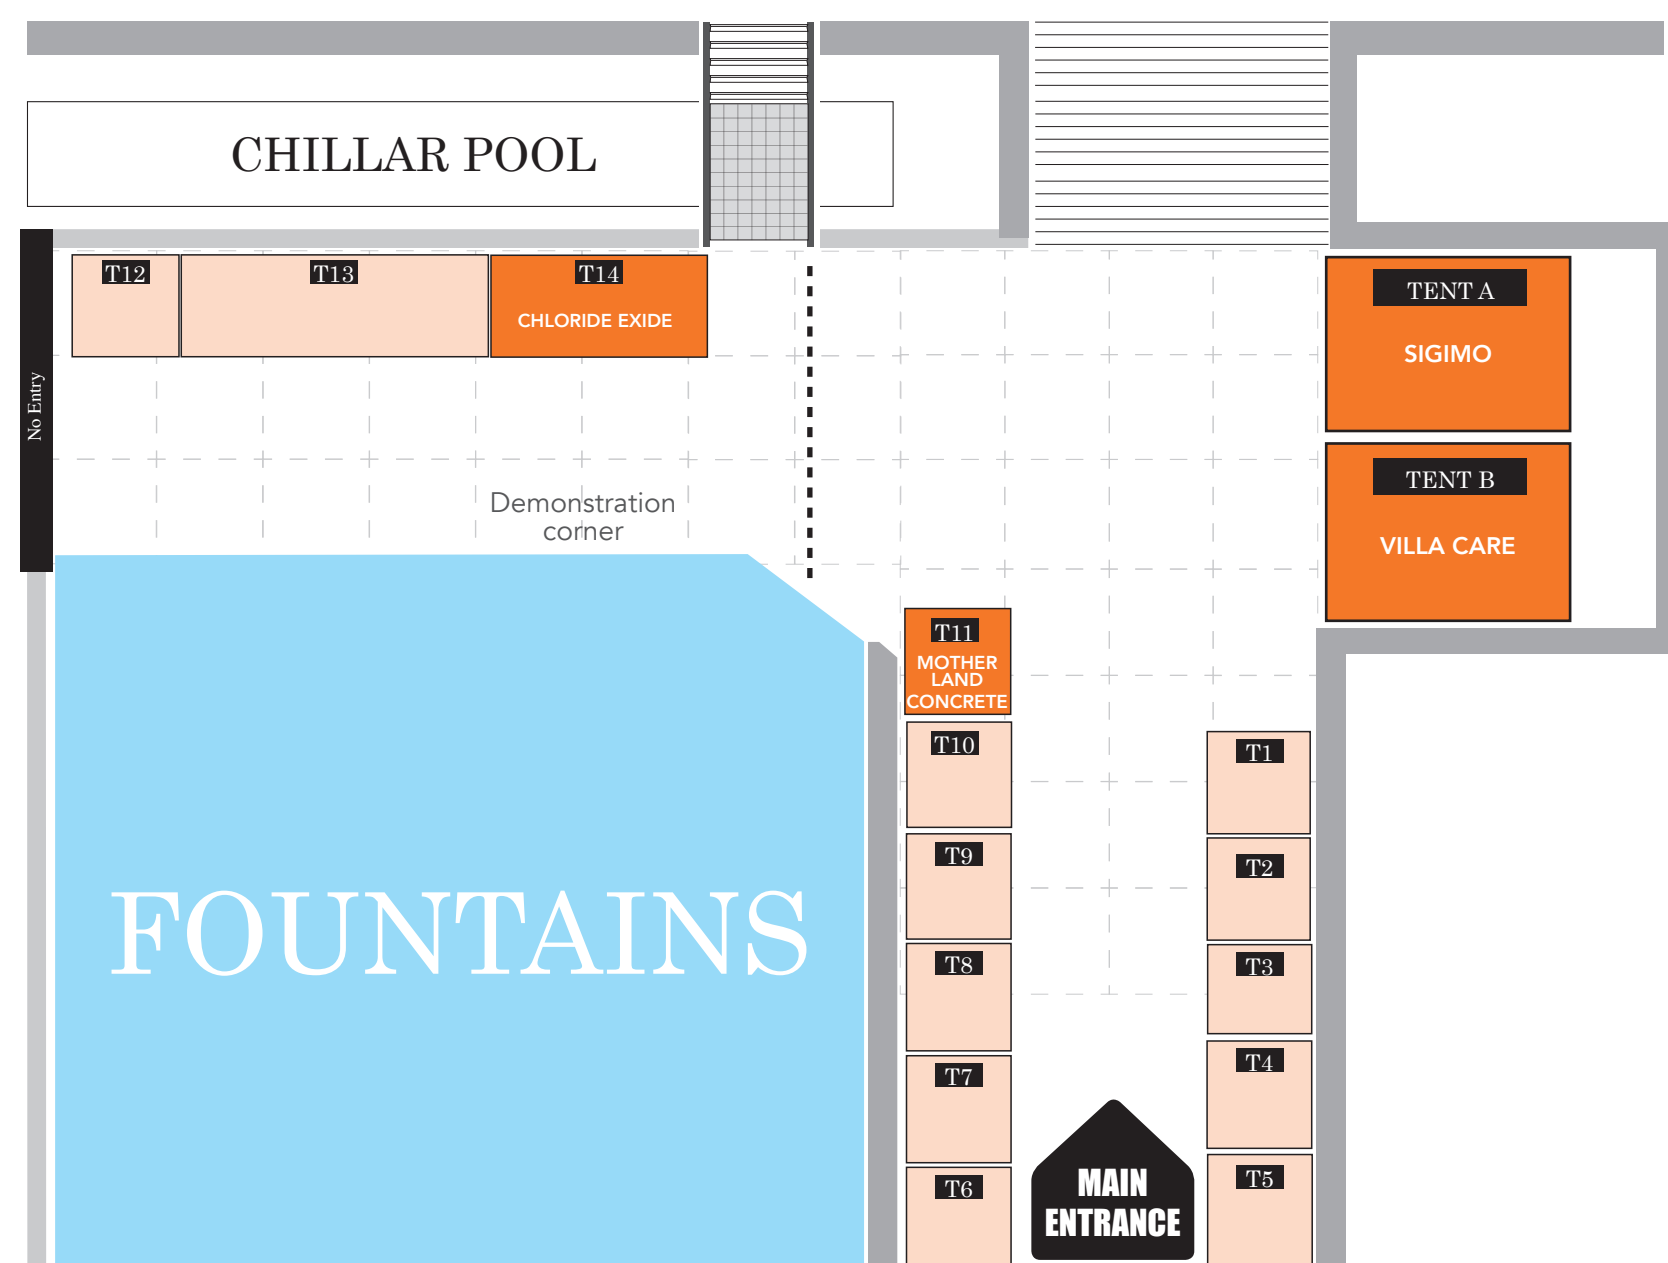 CHILLAR POOL
No Entry
T12
T13
T14
CHLORIDE EXIDE
TENT A
SIGIMO
TENT B
VILLA CARE
Demonstration
corner
T11
MOTHER
LAND
CONCRETE
T10
T9
T8
T7
T6
T1
T2
T3
T4
T5
FOUNTAINS
MAIN
ENTRANCE